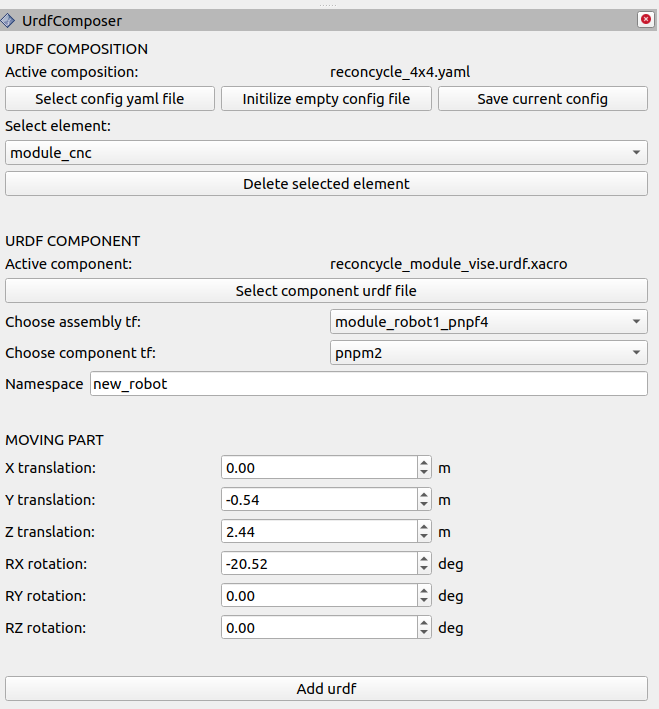 UrdfComposer
URDF COMPOSITION
Active composition: reconcycle_4x4.yaml
Select config yaml file Initilize empty config file Save current config
Select element:
module_cnc
Delete selected element
URDF COMPONENT
Active component: reconcycle_module_vise.urdf.xacro
Select component urdf file
Choose assembly tf: module_robot1_pnpf4
Choose component tf: pnpm2
Namespace new_robot
MOVING PART
X translation: 0.00 m
Y translation: -0.54 m
Z translation: 2.44 m
RX rotation: -20.52 deg
RY rotation: 0.00 deg
RZ rotation: 0.00 deg
Add urdf